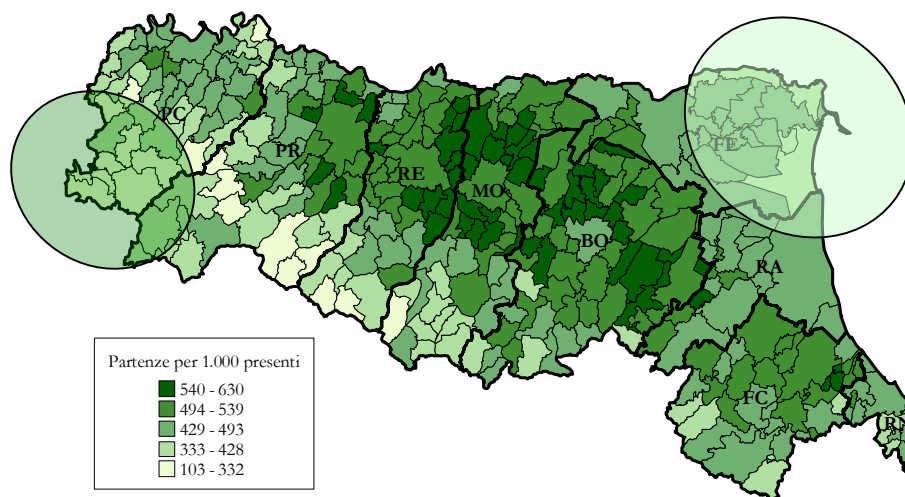 PC
PR
RE
MO
BO
FE
RA
FC
RN
Partenze per 1.000 presenti
540 - 630
494 - 539
429 - 493
333 - 428
103 - 332